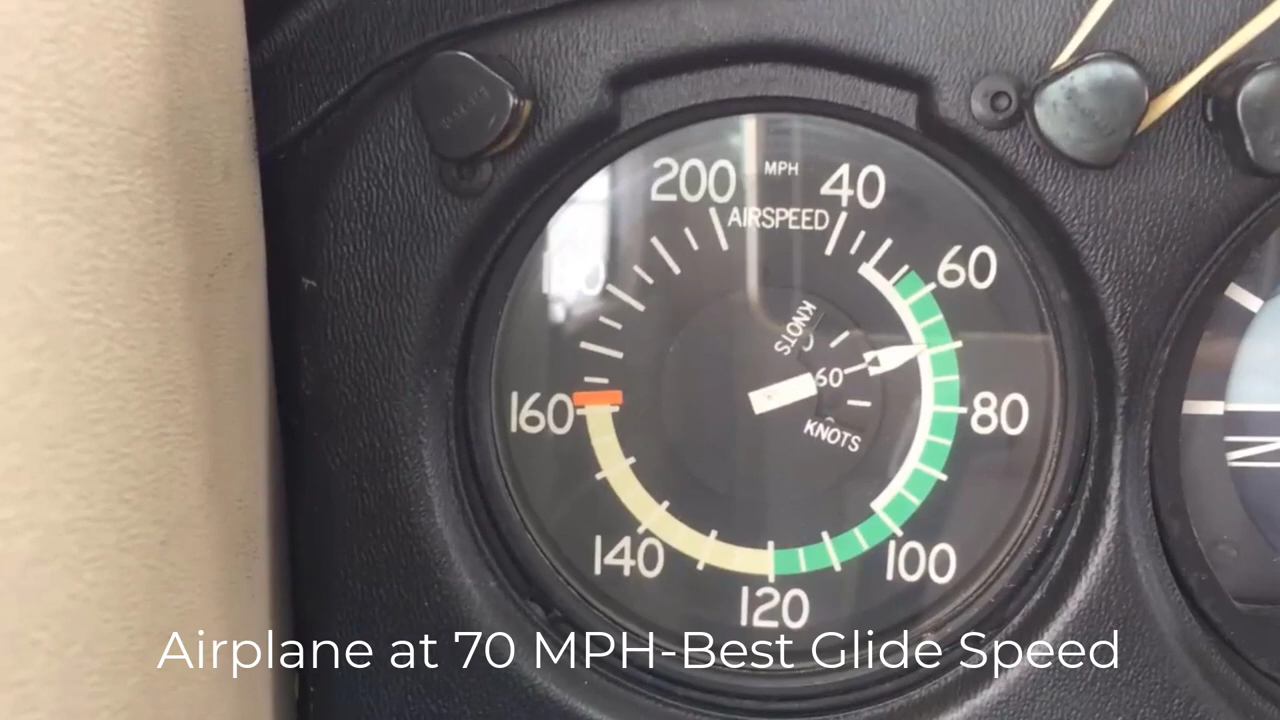 MPH
200
40
AIRSPEED
60
KNOTS
60
160
80
KNOTS
140
100
120
Airplane at 70 MPH-Best Glide Speed